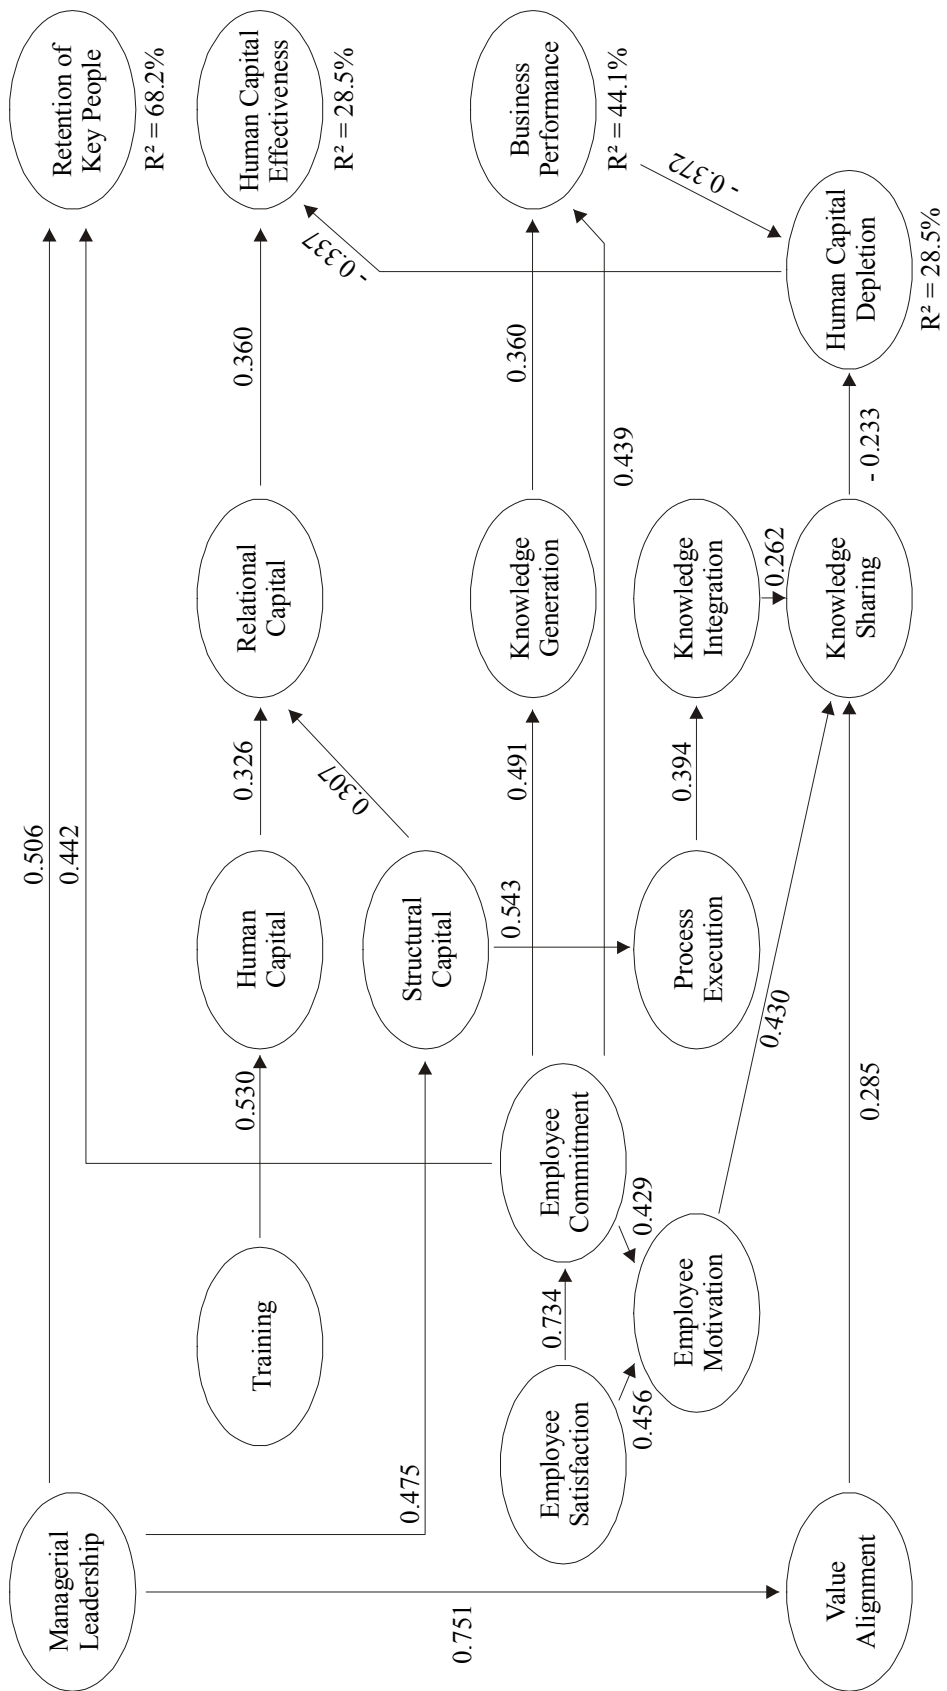 Managerial
Leadership
0.506
0.442
Retention of
Key People
R² = 68.2%
Training
0.530
Human
Capital
0.326
Relational
Capital
0.360
Human Capital
Effectiveness
R² = 28.5%
0.475
Structural
Capital
0.307
- 0.337
0.751
Employee
Satisfaction
0.734
Employee
Commitment
0.543
0.491
Knowledge
Generation
0.360
Business
Performance
R² = 44.1%
0.439
0.456
0.429
Employee
Motivation
Process
Execution
0.394
Knowledge
Integration
- 0.372
0.430
0.262
Value
Alignment
0.285
Knowledge
Sharing
- 0.233
Human Capital
Depletion
R² = 28.5%